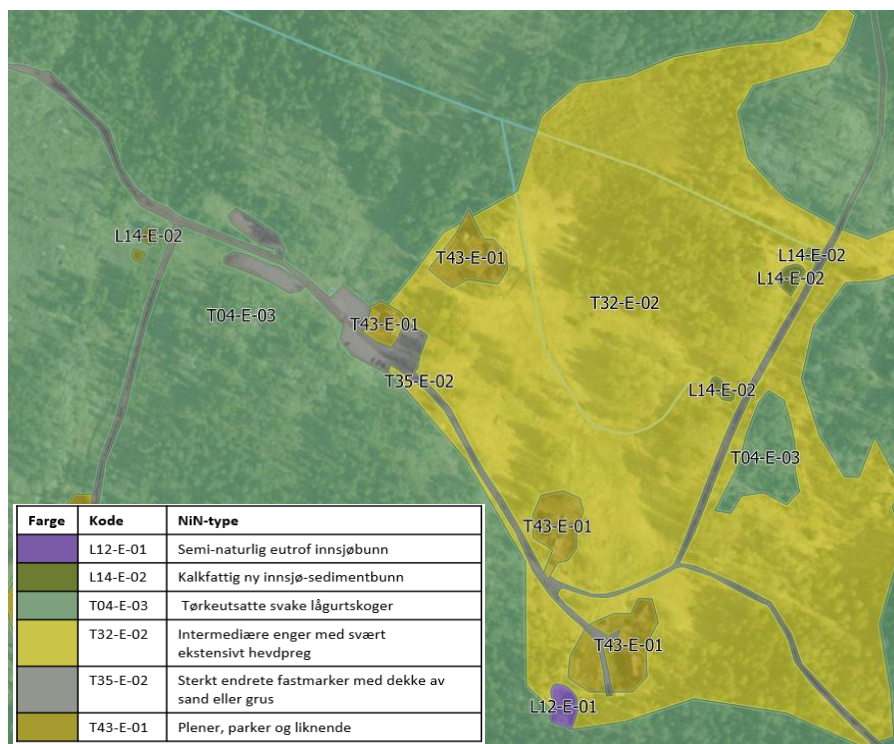 L14-E-02
T43-E-01
L14-E-02
L14-E-02
T32-E-02
T04-E-03
T43-E-01
T35-E-02
L14-E-02
T04-E-03
T43-E-01
T43-E-01
L12-E-01
Farge Kode NiN-type
L12-E-01 Semi-naturlig eutrof innsjøbunn
L14-E-02 Kalkfattig ny innsjø-sedimentbunn
T04-E-03 Tørkeutsatte svake lågurtskoger
T32-E-02 Intermediære enger med svært
ekstensivt hevdpreg
T35-E-02 Sterkt endrete fastmarker med dekke av
sand eller grus
T43-E-01 Plener, parker og liknende